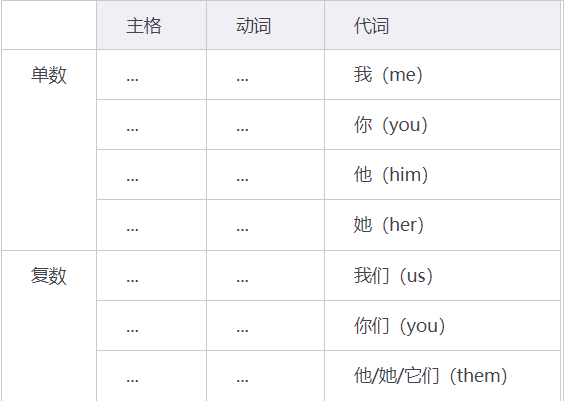 主格 动词 代词
单数 ... ... 我（me）
... ... 你（you）
... ... 他（him）
... ... 她（her）
复数 ... ... 我们（us）
... ... 你们（you）
... ... 他/她/它们（them）